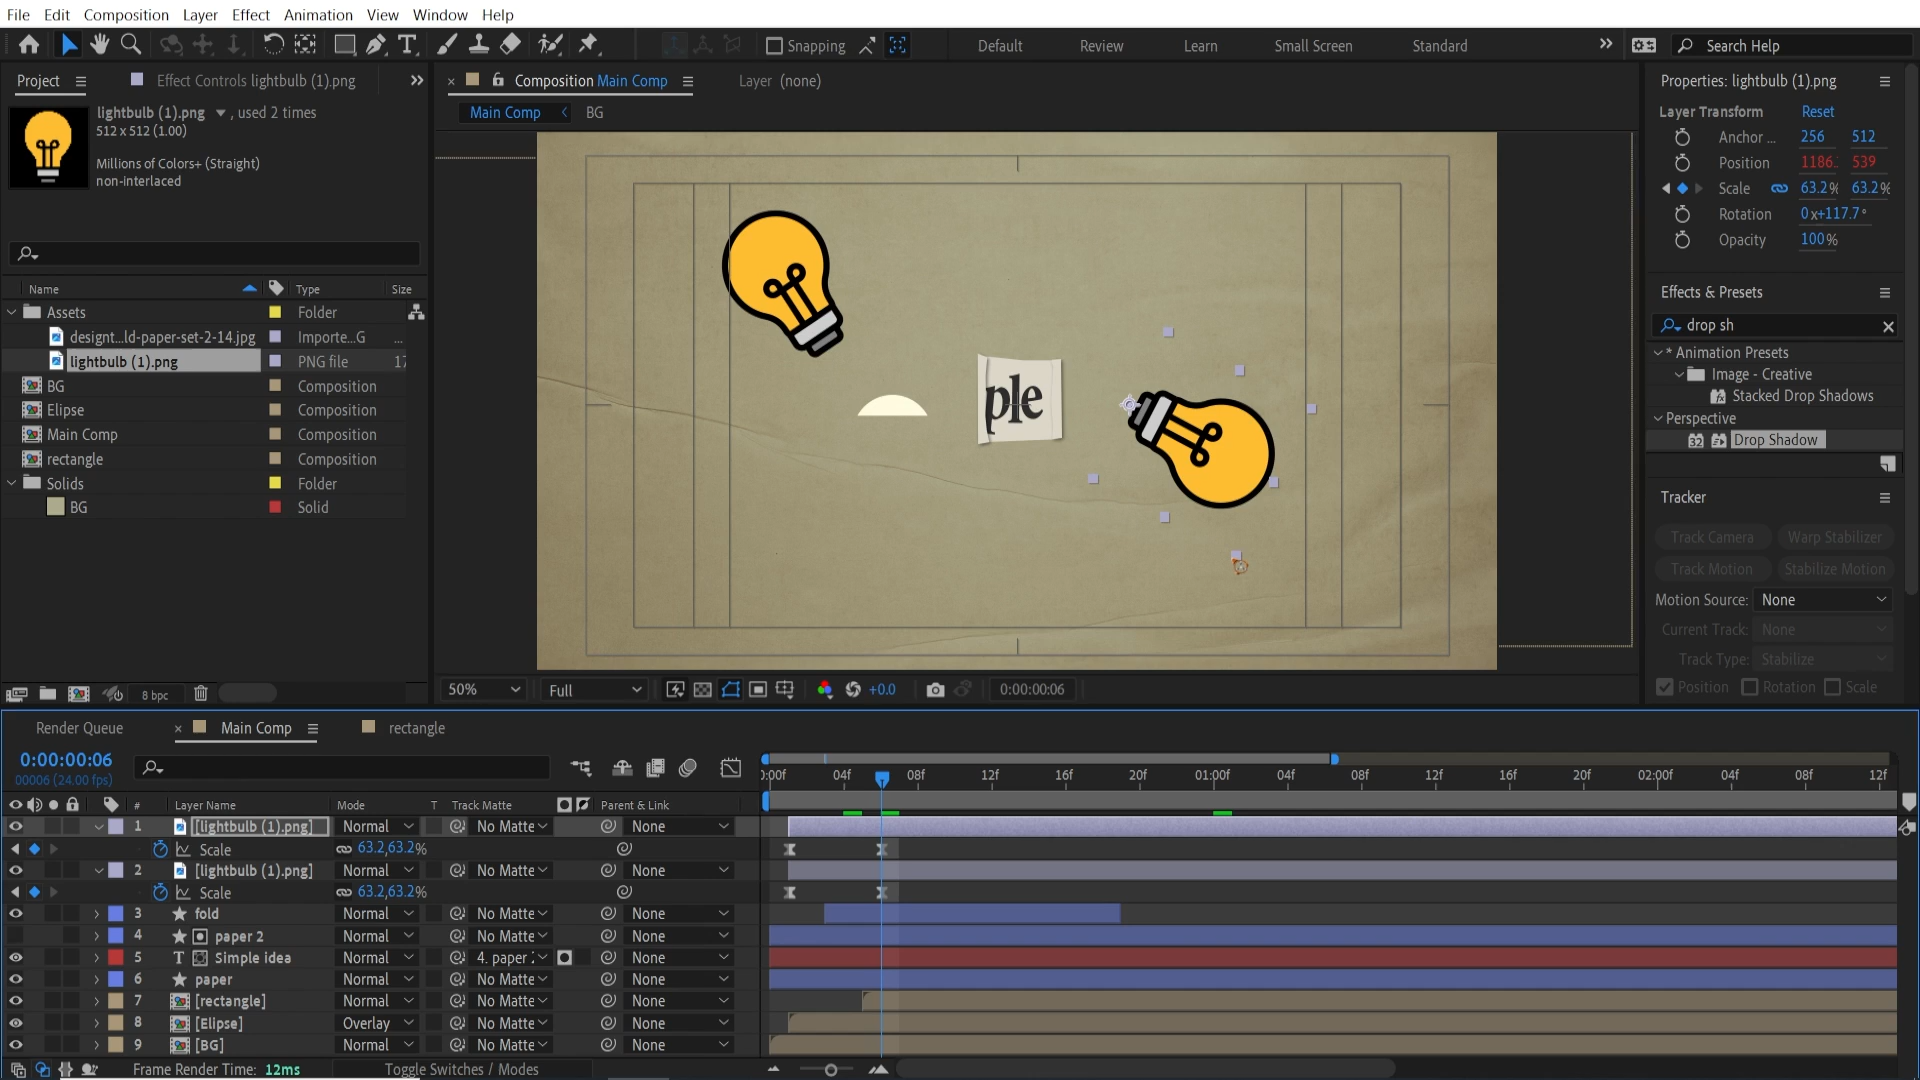 File Edit Composition Layer Effect Animation View Window Help
Snapping Default Review Learn Small Screen Standard Search Help
Project Effect Controls lightbulb (1).png
lightbulb (1).png , used 2 times
512 x 512 (1.00)
Millions of Colors+ (Straight)
non-interlaced
Name Type Size
Assets Folder
designt...ld-paper-set-2-14.jpg Importe...G ...
lightbulb (1).png PNG file 17
BG Composition
Elipse Composition
Main Comp Composition
rectangle Composition
Solids Folder
BG Solid
8 bpc
Composition Main Comp Layer (none)
Main Comp BG
ple
50% Full +0.0 0:00:00:06
Properties: lightbulb (1).png
Layer Transform Reset
Anchor ... 256 512
Position 1186. 539
Scale 63.2% 63.2%
Rotation 0x+117.7°
Opacity 100%
Effects & Presets
drop sh
* Animation Presets
Image - Creative
Stacked Drop Shadows
Perspective
32 Drop Shadow
Tracker
Track Camera Warp Stabilizer
Track Motion Stabilize Motion
Motion Source: None
Current Track: None
Track Type: Stabilize
Position Rotation Scale
Render Queue Main Comp rectangle
0:00:00:06
00006 (24.00 fps)
0:00f 04f 08f 12f 16f 20f 01:00f 04f 08f 12f 16f 20f 02:00f 04f 08f 12f
# Layer Name Mode T Track Matte Parent & Link
1 [lightbulb (1).png] Normal No Matte None
Scale 63.2,63.2%
2 [lightbulb (1).png] Normal No Matte None
Scale 63.2,63.2%
3 fold Normal No Matte None
4 paper 2 Normal No Matte None
5 T Simple idea Normal 4. paper 2 None
6 paper Normal No Matte None
7 [rectangle] Normal No Matte None
8 [Elipse] Overlay No Matte None
9 [BG] Normal No Matte None
Frame Render Time: 12ms Toggle Switches / Modes